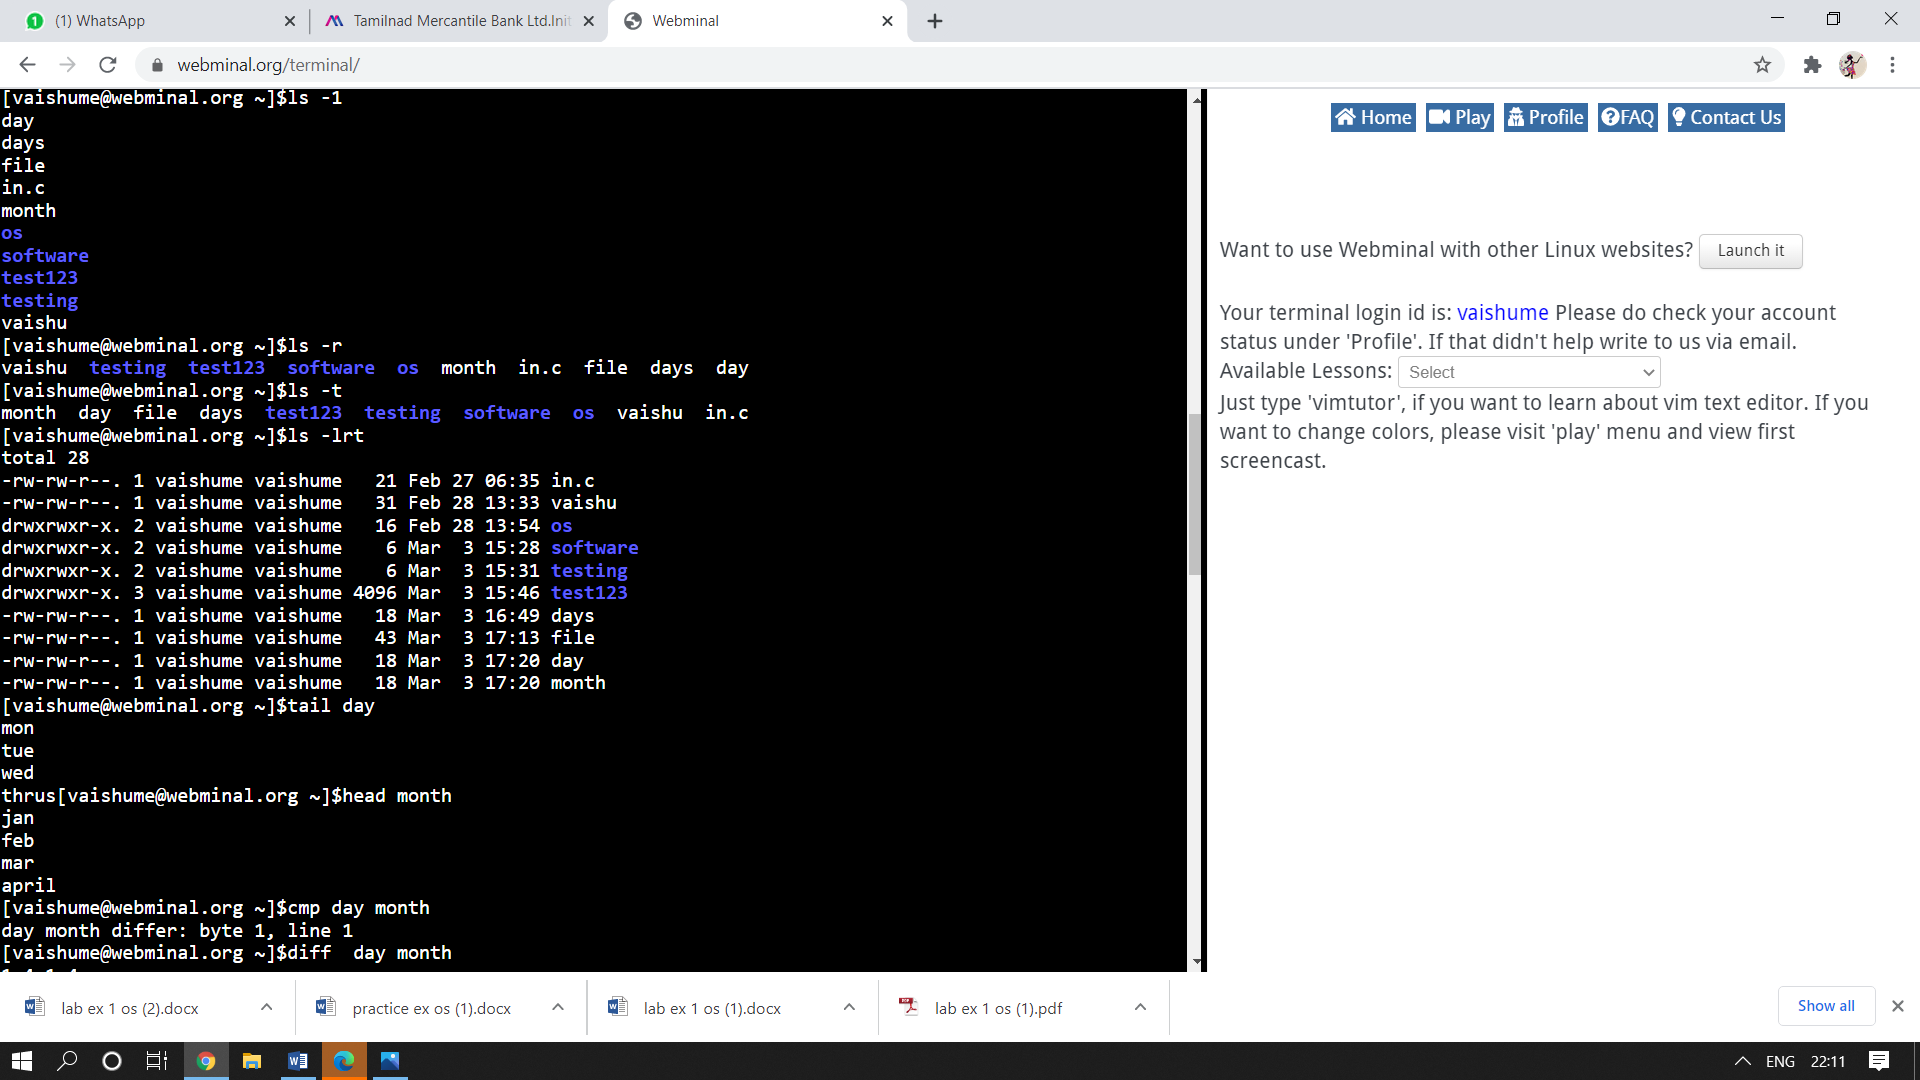 (1) WhatsApp
Tamilnad Mercantile Bank Ltd.Init
Webminal
webminal.org/terminal/
[vaishume@webminal.org ~]$ls -1
day
days
file
in.c
month
os
software
test123
testing
vaishu
[vaishume@webminal.org ~]$ls -r
vaishu  testing  test123  software  os  month  in.c  file  days  day
[vaishume@webminal.org ~]$ls -t
month  day  file  days  test123  testing  software  os  vaishu  in.c
[vaishume@webminal.org ~]$ls -lrt
total 28
-rw-rw-r--. 1 vaishume vaishume   21 Feb 27 06:35 in.c
-rw-rw-r--. 1 vaishume vaishume   31 Feb 28 13:33 vaishu
drwxrwxr-x. 2 vaishume vaishume   16 Feb 28 13:54 os
drwxrwxr-x. 2 vaishume vaishume    6 Mar  3 15:28 software
drwxrwxr-x. 2 vaishume vaishume    6 Mar  3 15:31 testing
drwxrwxr-x. 3 vaishume vaishume 4096 Mar  3 15:46 test123
-rw-rw-r--. 1 vaishume vaishume   18 Mar  3 16:49 days
-rw-rw-r--. 1 vaishume vaishume   43 Mar  3 17:13 file
-rw-rw-r--. 1 vaishume vaishume   18 Mar  3 17:20 day
-rw-rw-r--. 1 vaishume vaishume   18 Mar  3 17:20 month
[vaishume@webminal.org ~]$tail day
mon
tue
wed
thrus[vaishume@webminal.org ~]$head month
jan
feb
mar
april
[vaishume@webminal.org ~]$cmp day month
day month differ: byte 1, line 1
[vaishume@webminal.org ~]$diff  day month
Home Play Profile FAQ Contact Us
Want to use Webminal with other Linux websites? Launch it
Your terminal login id is: vaishume Please do check your account
status under 'Profile'. If that didn't help write to us via email.
Available Lessons: Select
Just type 'vimtutor', if you want to learn about vim text editor. If you
want to change colors, please visit 'play' menu and view first
screencast.
lab ex 1 os (2).docx
practice ex os (1).docx
lab ex 1 os (1).docx
lab ex 1 os (1).pdf
Show all
ENG 22:11